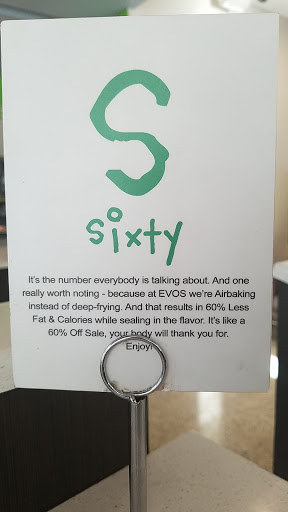 S
sixty
It's the number everybody is talking about. And one
really worth noting - because at EVOS we're Airbaking
instead of deep-frying. And that results in 60% Less
Fat & Calories while sealing in the flavor. It's like a
60% Off Sale, your body will thank you for.
Enjoy!